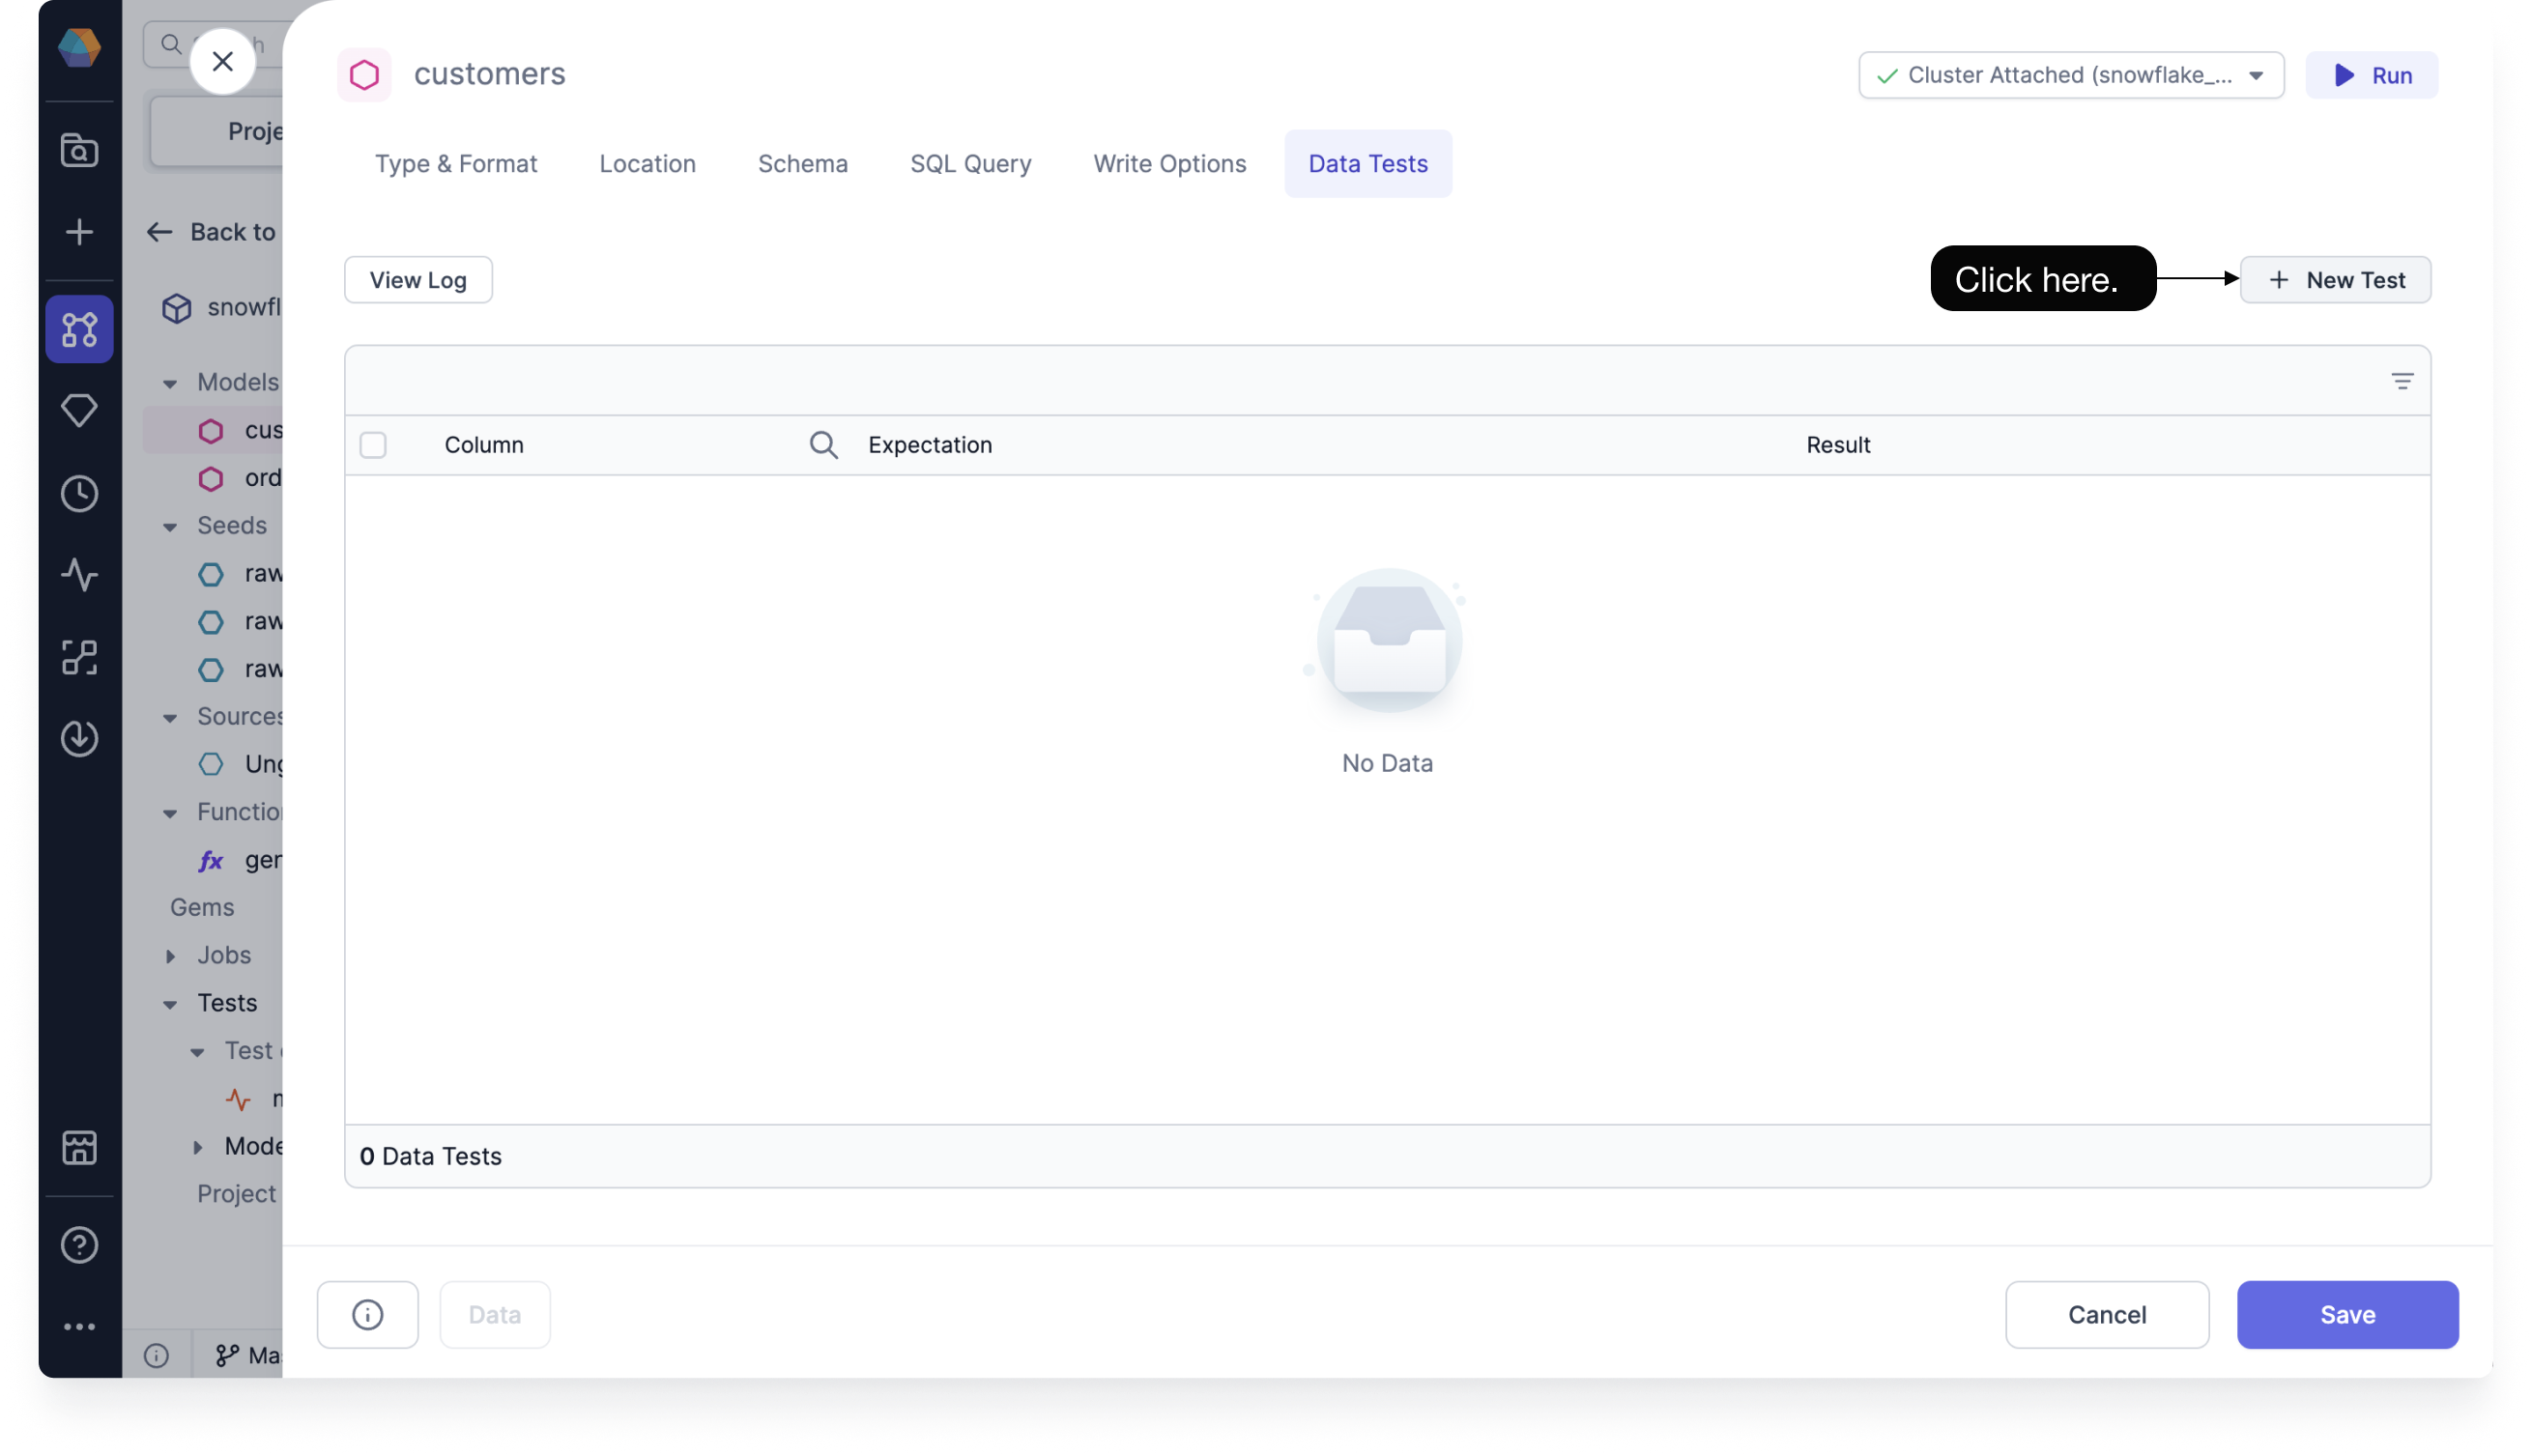 customers
Cluster Attached (snowflake_...
Run
Type & Format
Location
Schema
SQL Query
Write Options
Data Tests
View Log
Click here.
New Test
Column
Expectation
Result
No Data
0 Data Tests
Data
Cancel
Save
Proje
Back to
snowfl
Models
cus
ord
Seeds
raw
raw
raw
Sources
Ung
Function
ger
Gems
Jobs
Tests
Test
Mode
Project
Mas